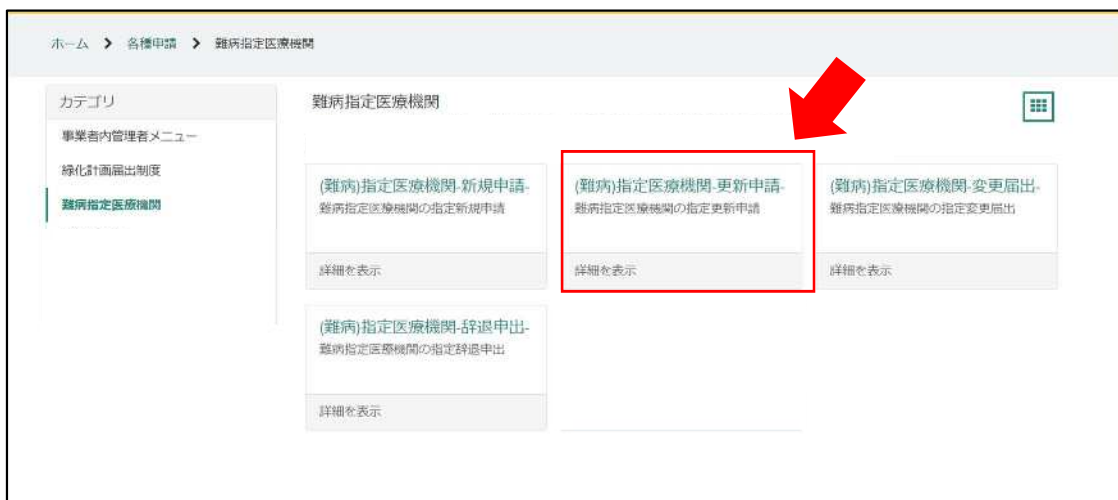 ホーム > 各種申請 > 難病指定医療機関
カテゴリ
事業者内管理者メニュー
緑化計画届出制度
難病指定医療機関
難病指定医療機関
(難病)指定医療機関-新規申請-
難病指定医療機関の指定新規申請
詳細を表示
(難病)指定医療機関-更新申請-
難病指定医療機関の指定更新申請
詳細を表示
(難病)指定医療機関-変更届出-
難病指定医療機関の指定変更届出
詳細を表示
(難病)指定医療機関-辞退申出-
難病指定医療機関の指定辞退申出
詳細を表示